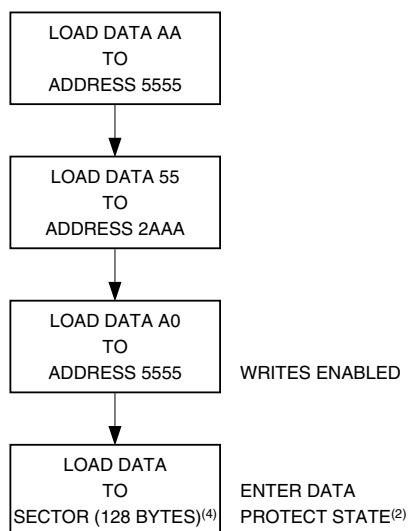 LOAD DATA AA
TO
ADDRESS 5555
LOAD DATA 55
TO
ADDRESS 2AAA
LOAD DATA A0
TO
ADDRESS 5555
WRITES ENABLED
LOAD DATA
TO
SECTOR (128 BYTES)(4)
ENTER DATA
PROTECT STATE(2)